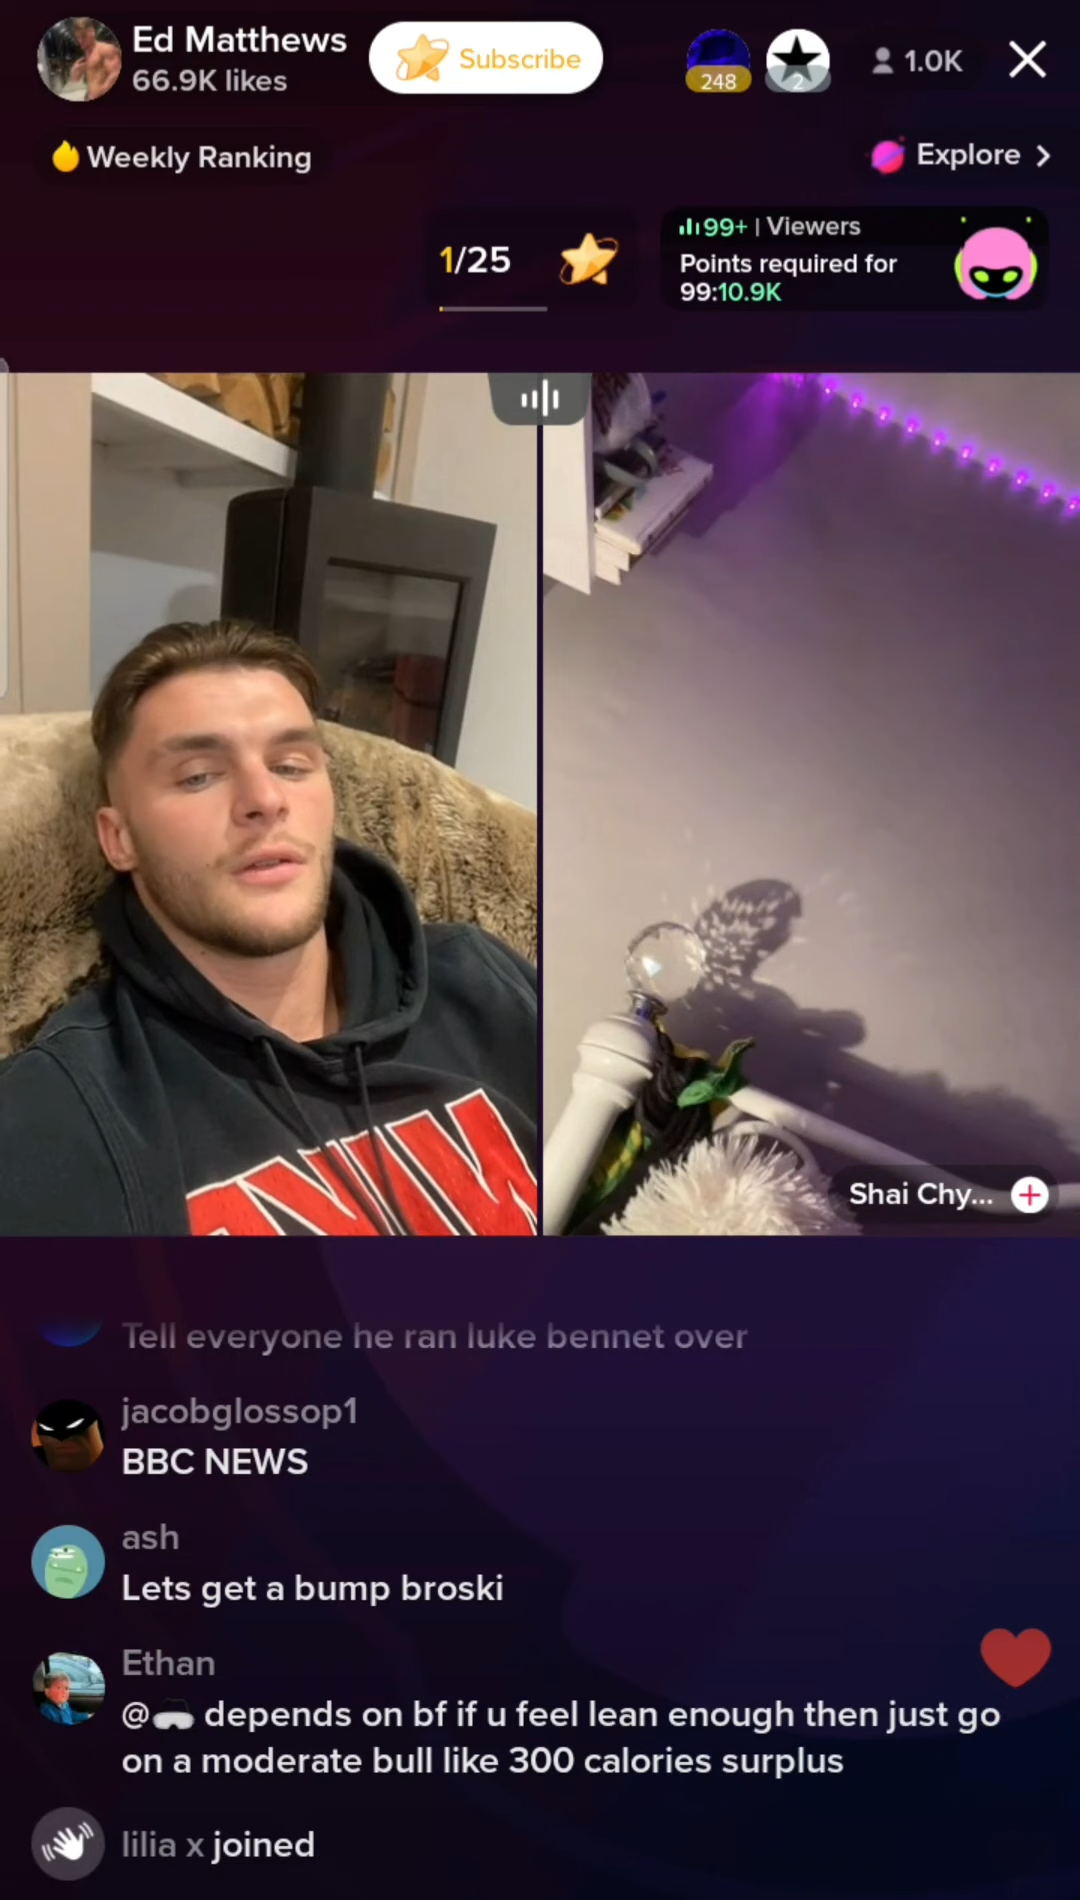 Ed Matthews
66.9K likes
Subscribe
248
2
1.0K
Weekly Ranking
Explore
1/25
99+ | Viewers
Points required for
99:10.9K
Shai Chy...
Tell everyone he ran luke bennet over
jacobglossop1
BBC NEWS
ash
Lets get a bump broski
Ethan
@ depends on bf if u feel lean enough then just go
on a moderate bull like 300 calories surplus
lilia x joined